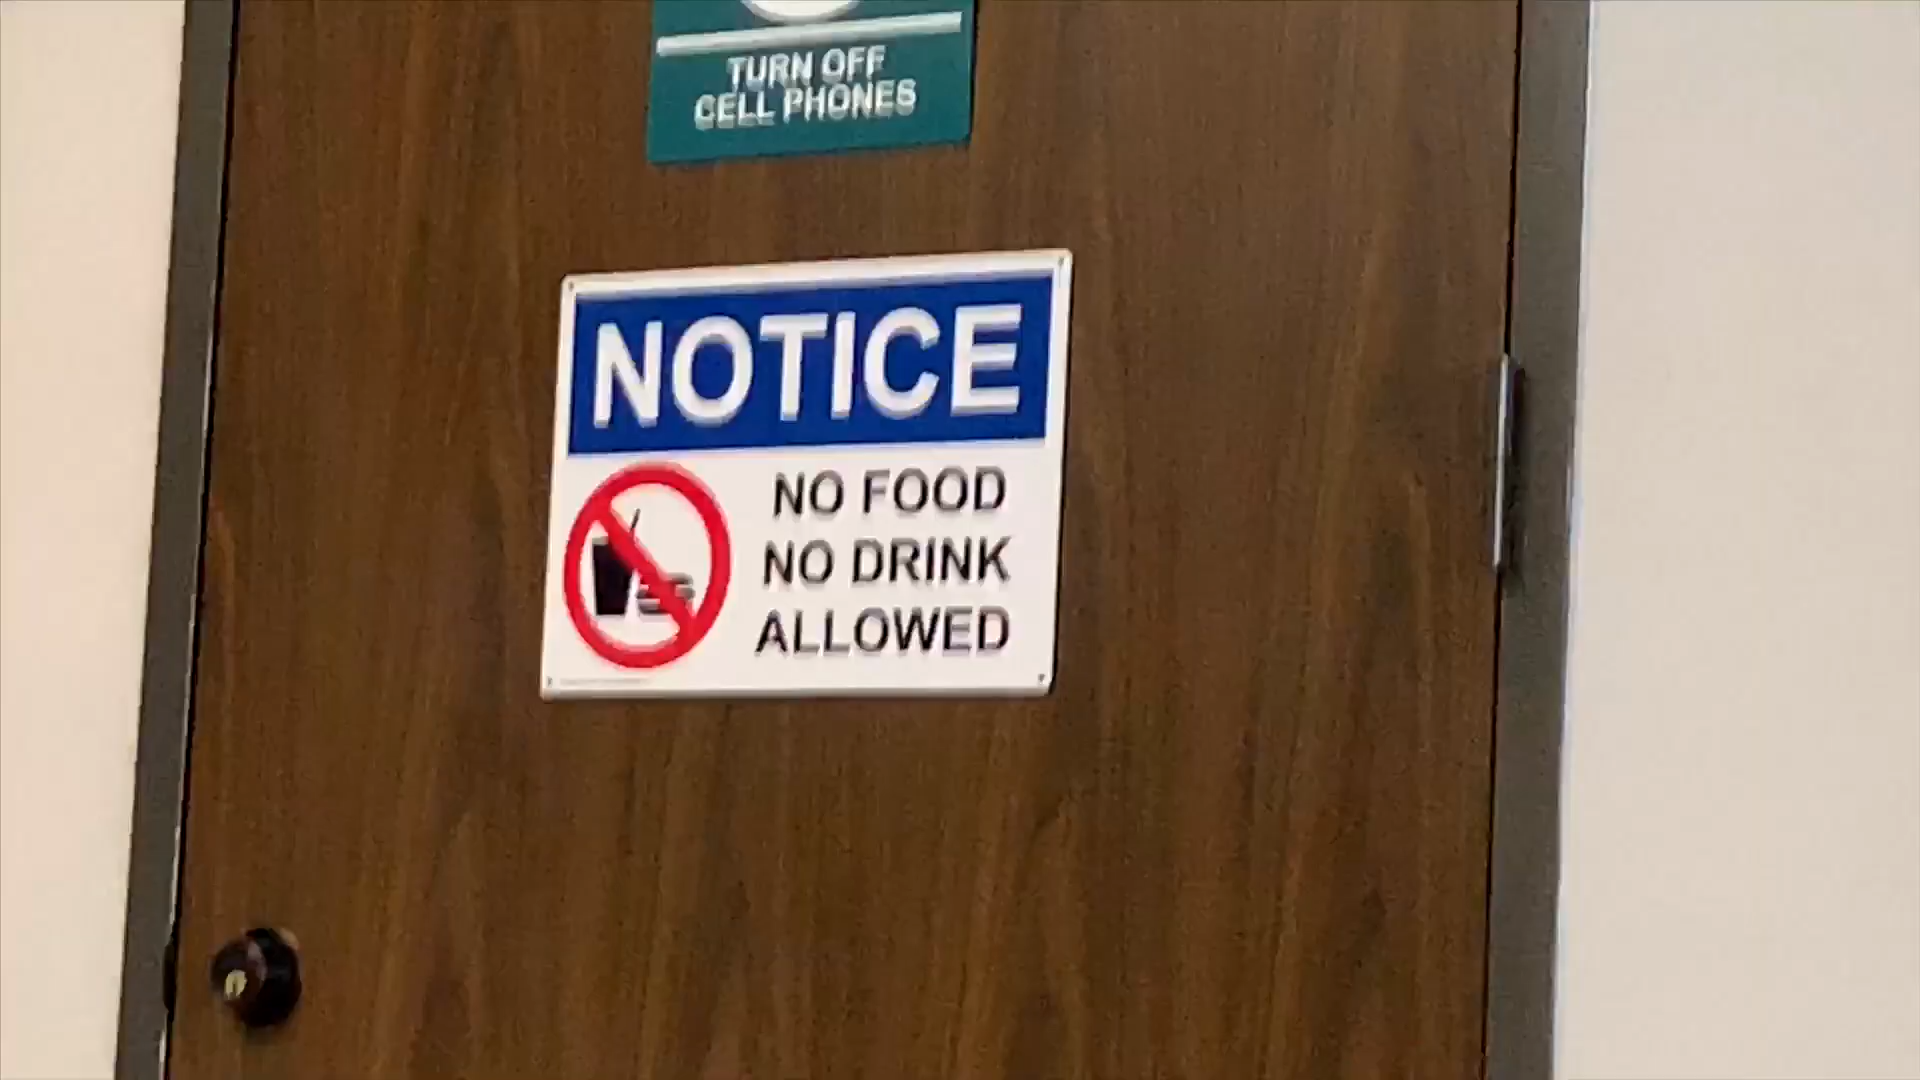 TURN OFF
CELL PHONES
NOTICE
NO FOOD
NO DRINK
ALLOWED